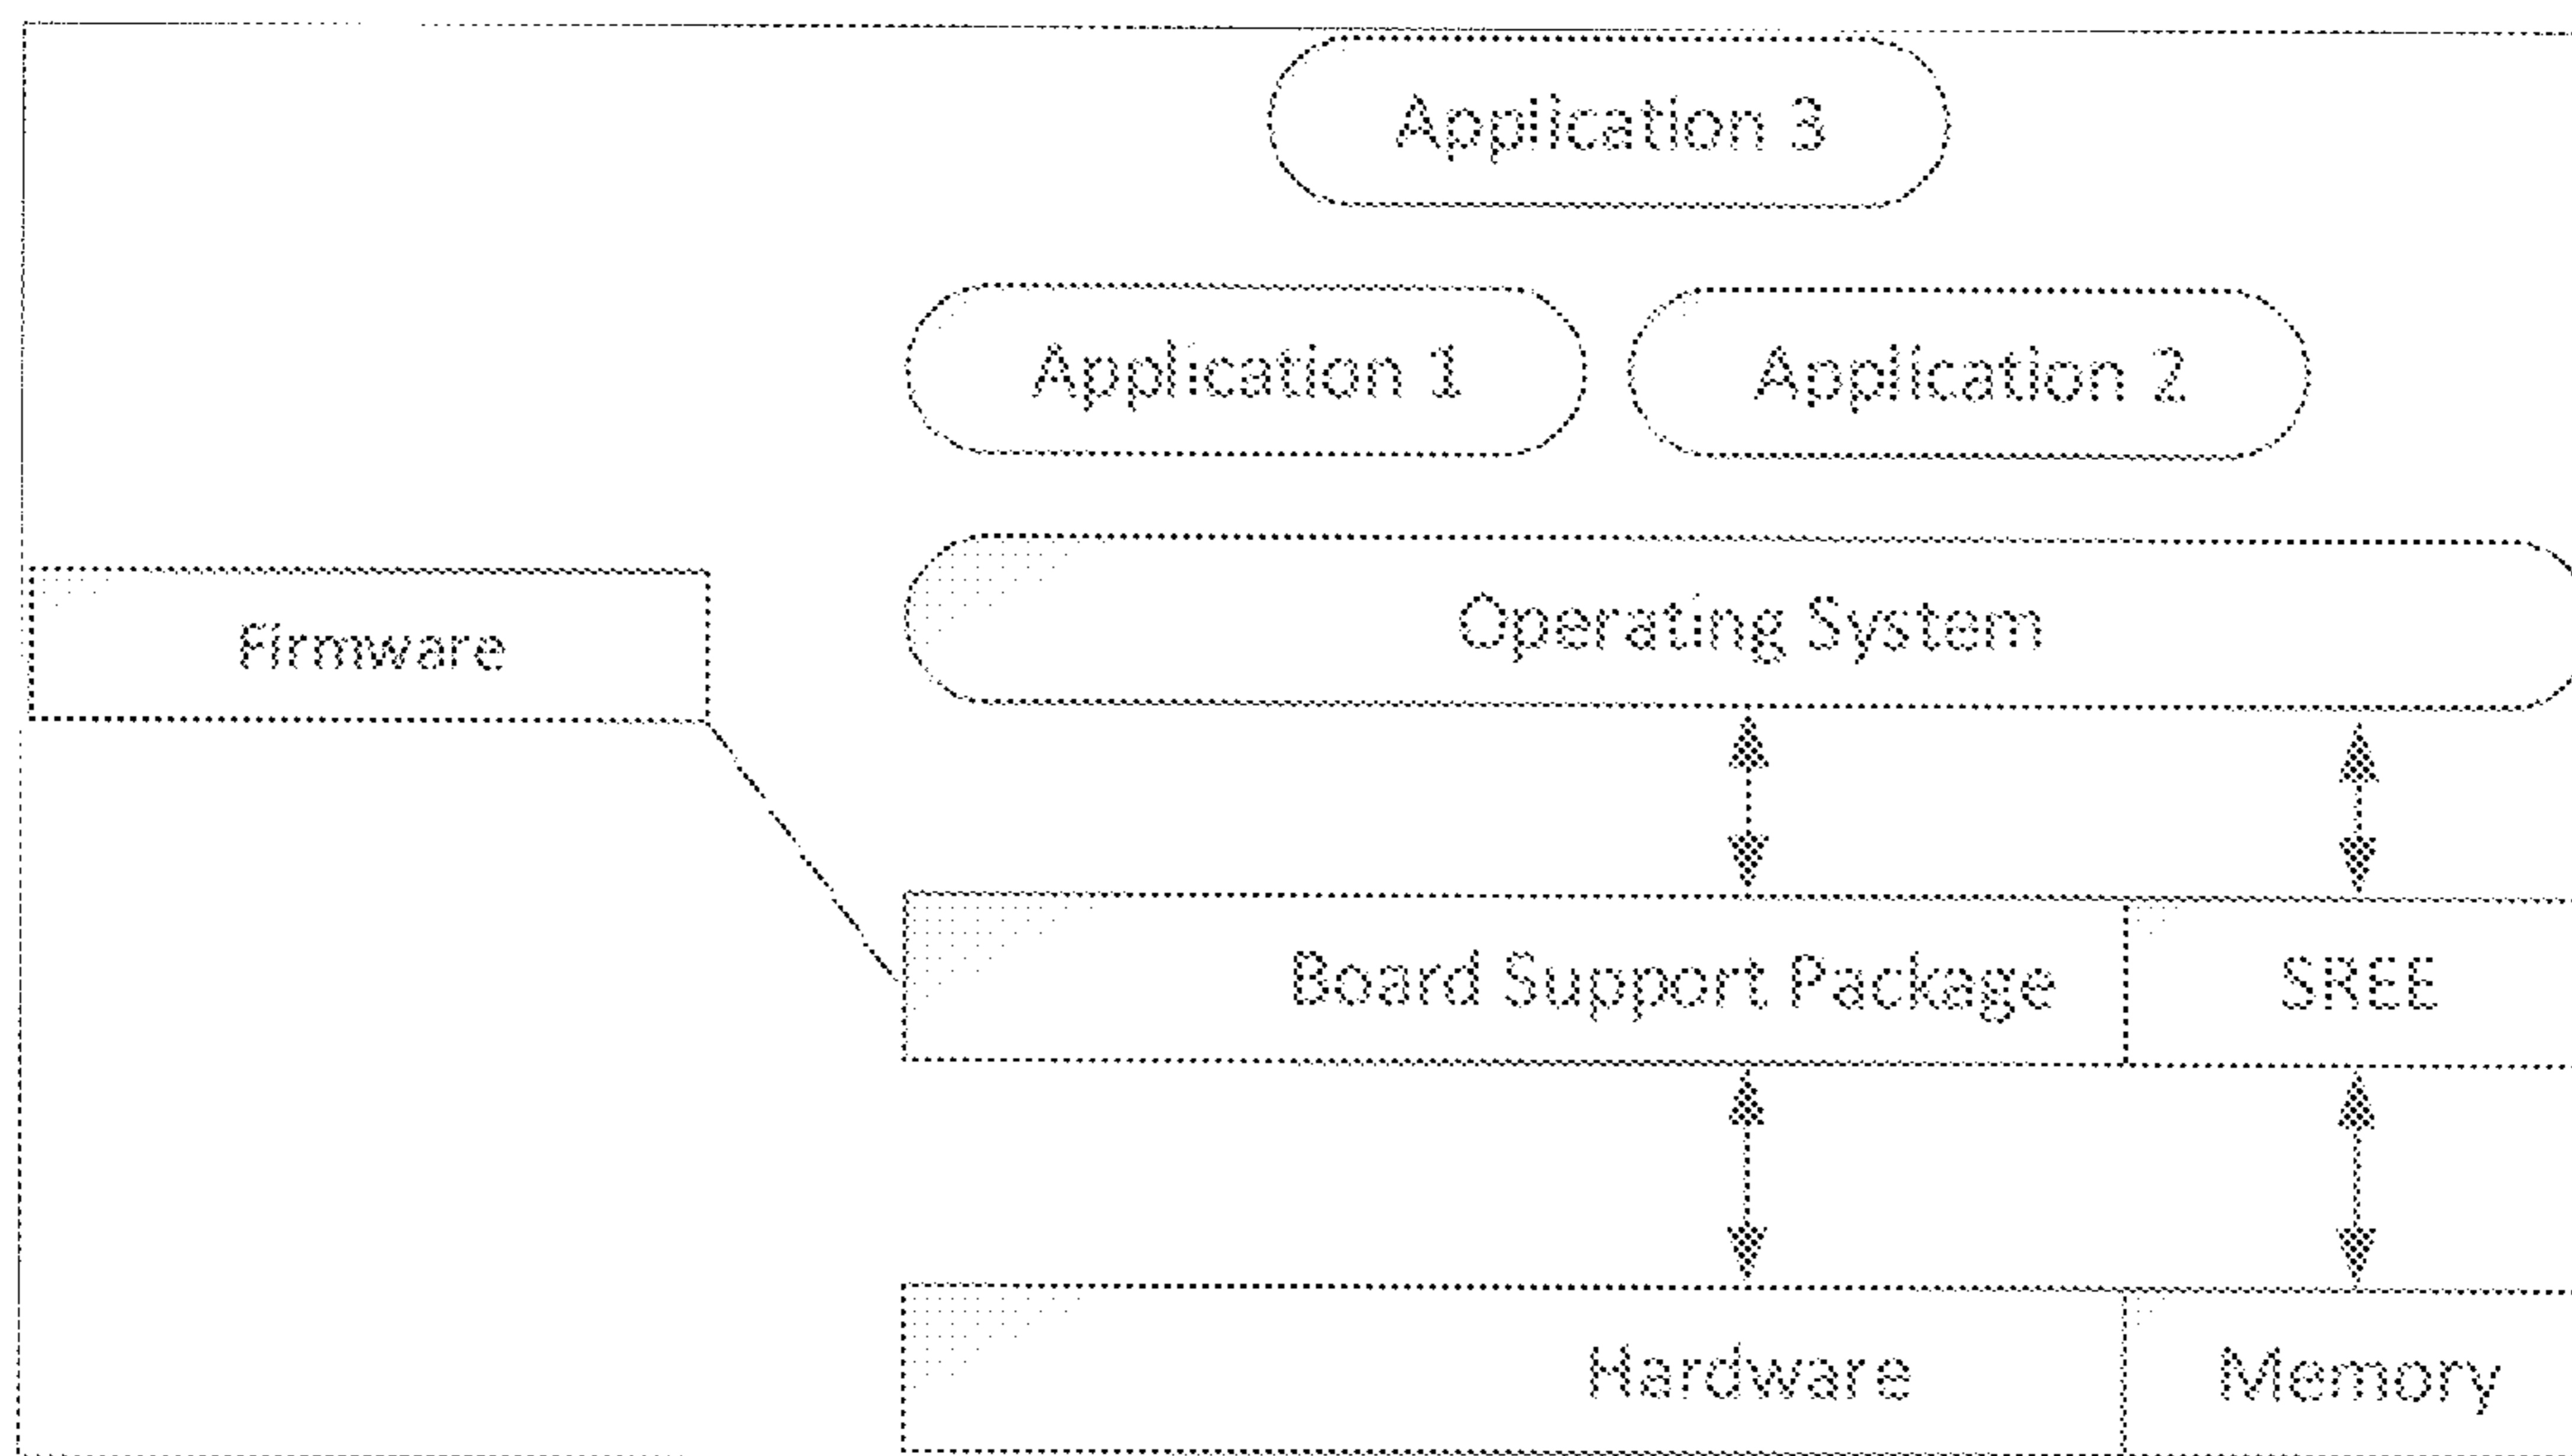 Application 3
Application 1
Application 2
Operating System
Firmware
Board Support Package
SREE
Hardware
Memory